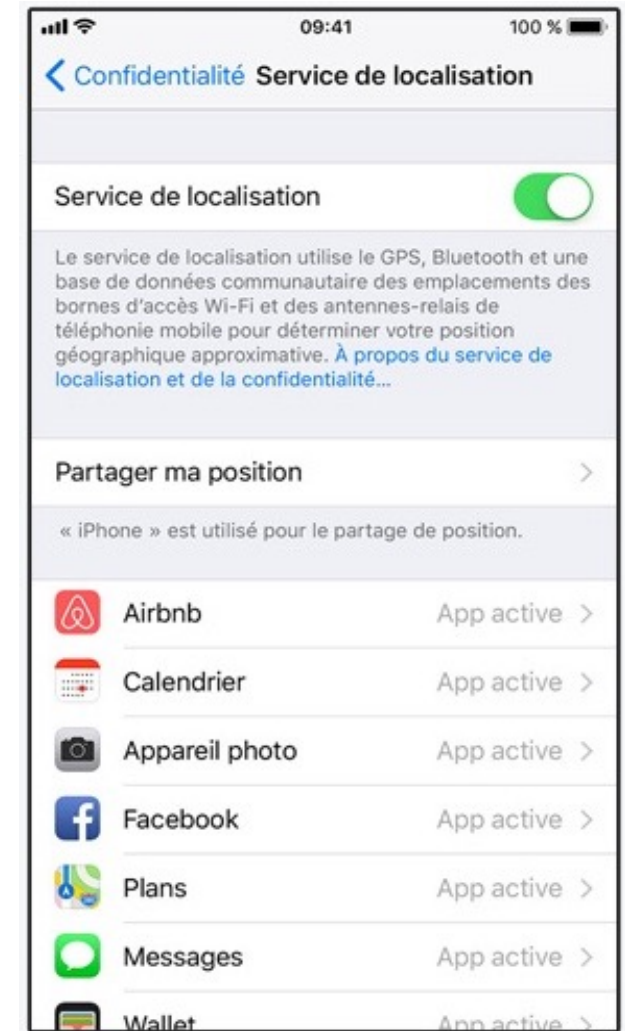 09:41
100 %
Confidentialité Service de localisation
Service de localisation
Le service de localisation utilise le GPS, Bluetooth et une
base de données communautaire des emplacements des
bornes d'accès Wi-Fi et des antennes-relais de
téléphonie mobile pour déterminer votre position
géographique approximative. À propos du service de
localisation et de la confidentialité...
Partager ma position
« iPhone » est utilisé pour le partage de position.
Airbnb App active
Calendrier App active
Appareil photo App active
Facebook App active
Plans App active
Messages App active
Wallet App active